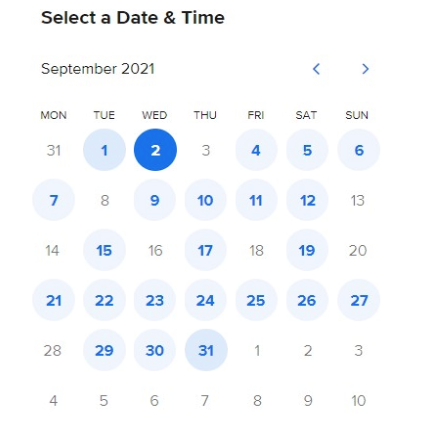 Select a Date & Time
September 2021
MON TUE WED THU FRI SAT SUN
31 1 2 3 4 5 6
7 8 9 10 11 12 13
14 15 16 17 18 19 20
21 22 23 24 25 26 27
28 29 30 31 1 2 3
4 5 6 7 8 9 10